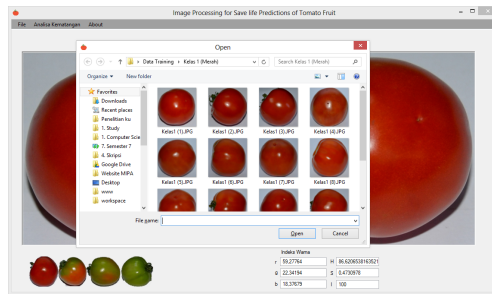 Image Processing for Save life Predictions of Tomato Fruit
File Analisa Kematangan About
Open
Data Training Kelas 1 (Merah)
Search Kelas 1 (Merah)
Organize New folder
Favorites
Downloads
Recent places
Penelitian ku
1. Study
1. Computer Scie
7. Semester 7
4. Skripsi
Google Drive
Website MIPA
Desktop
www
workspace
Kelas1 (1).JPG Kelas1 (2).JPG Kelas1 (3).JPG Kelas1 (4).JPG
Kelas1 (5).JPG Kelas1 (6).JPG Kelas1 (7).JPG Kelas1 (8).JPG
File name:
Open Cancel
Indeks Warna
r 59,27764 H 86,6206538163521
g 22,34194 S 0,4730978
b 18,37679 I 100